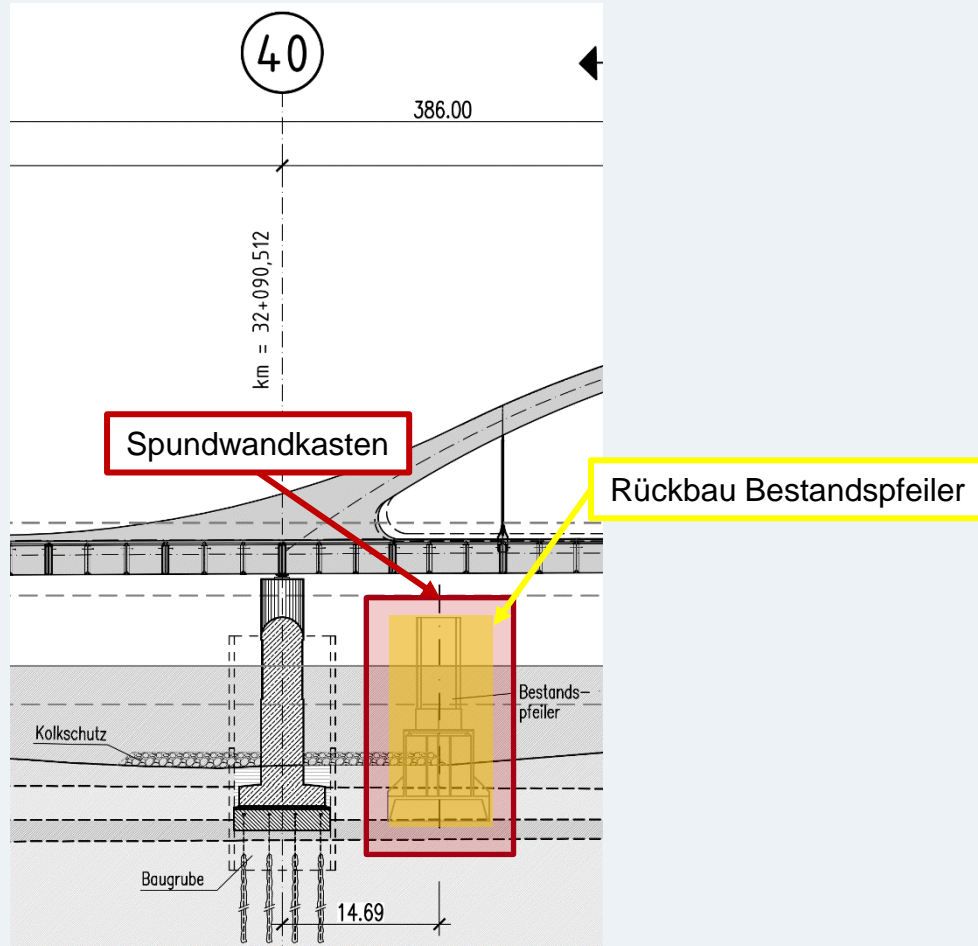 40
386.00
km = 32+090,512
Spundwandkasten
Rückbau Bestandspfeiler
Bestands-
pfeiler
Kolkschutz
Baugrube
14.69